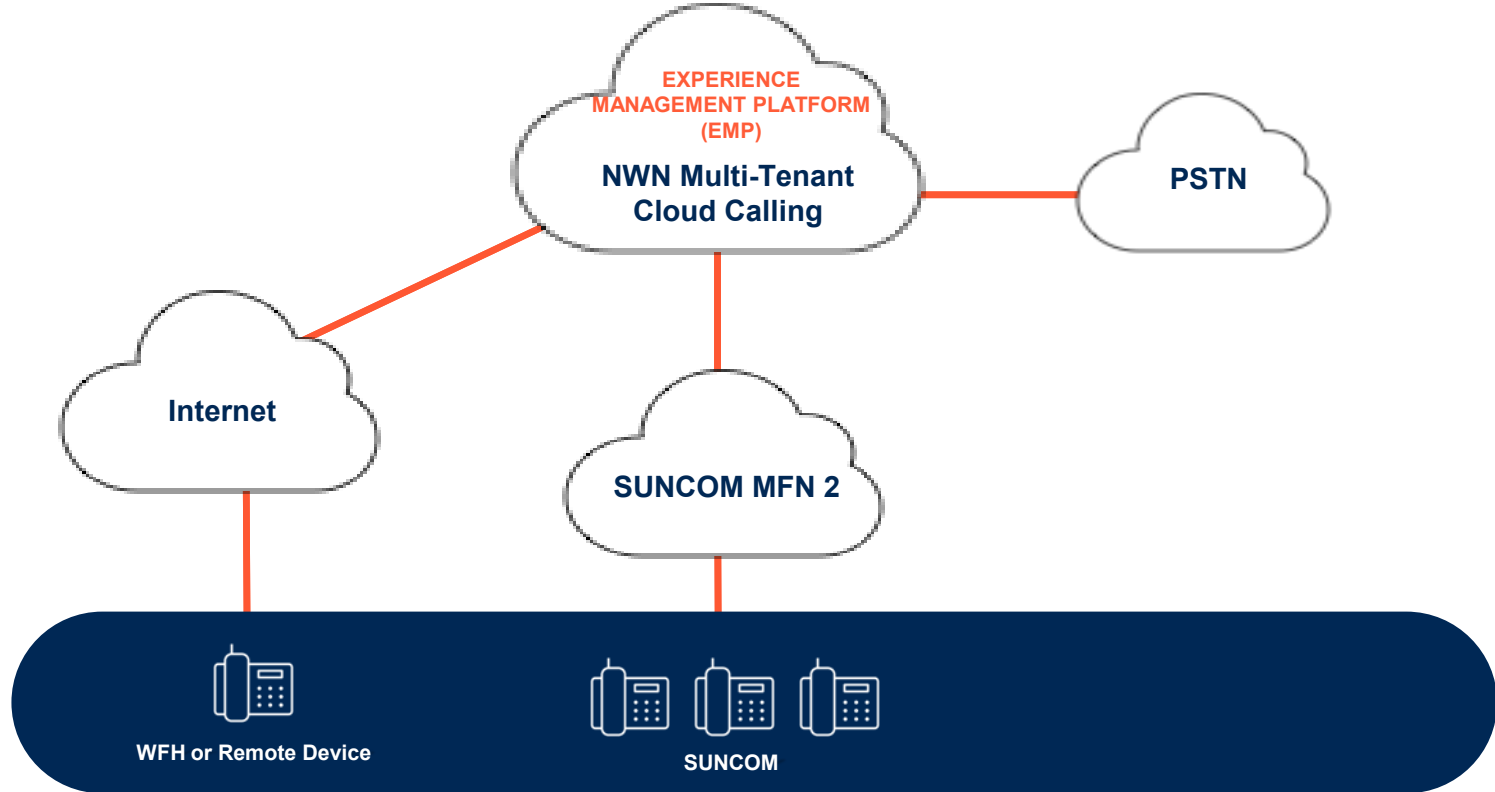 EXPERIENCE
MANAGEMENT PLATFORM
(EMP)
NWN Multi-Tenant
Cloud Calling
PSTN
Internet
SUNCOM MFN 2
WFH or Remote Device
SUNCOM